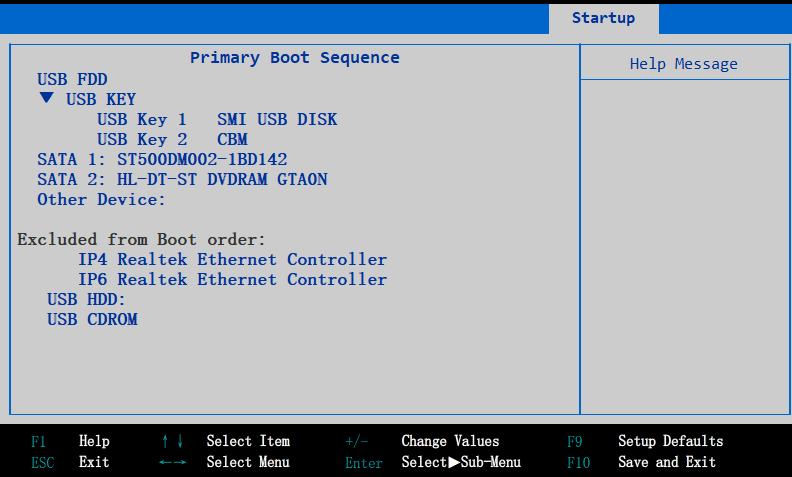 Startup
Primary Boot Sequence
USB FDD
▼ USB KEY
USB Key 1 SMI USB DISK
USB Key 2 CBM
SATA 1: ST500DM002-1BD142
SATA 2: HL-DT-ST DVDRAM GTA0N
Other Device:
Excluded from Boot order:
IP4 Realtek Ethernet Controller
IP6 Realtek Ethernet Controller
USB HDD:
USB CDROM
Help Message
F1 Help ↑↓ Select Item +/- Change Values F9 Setup Defaults
ESC Exit ←→ Select Menu Enter Select▶Sub-Menu F10 Save and Exit